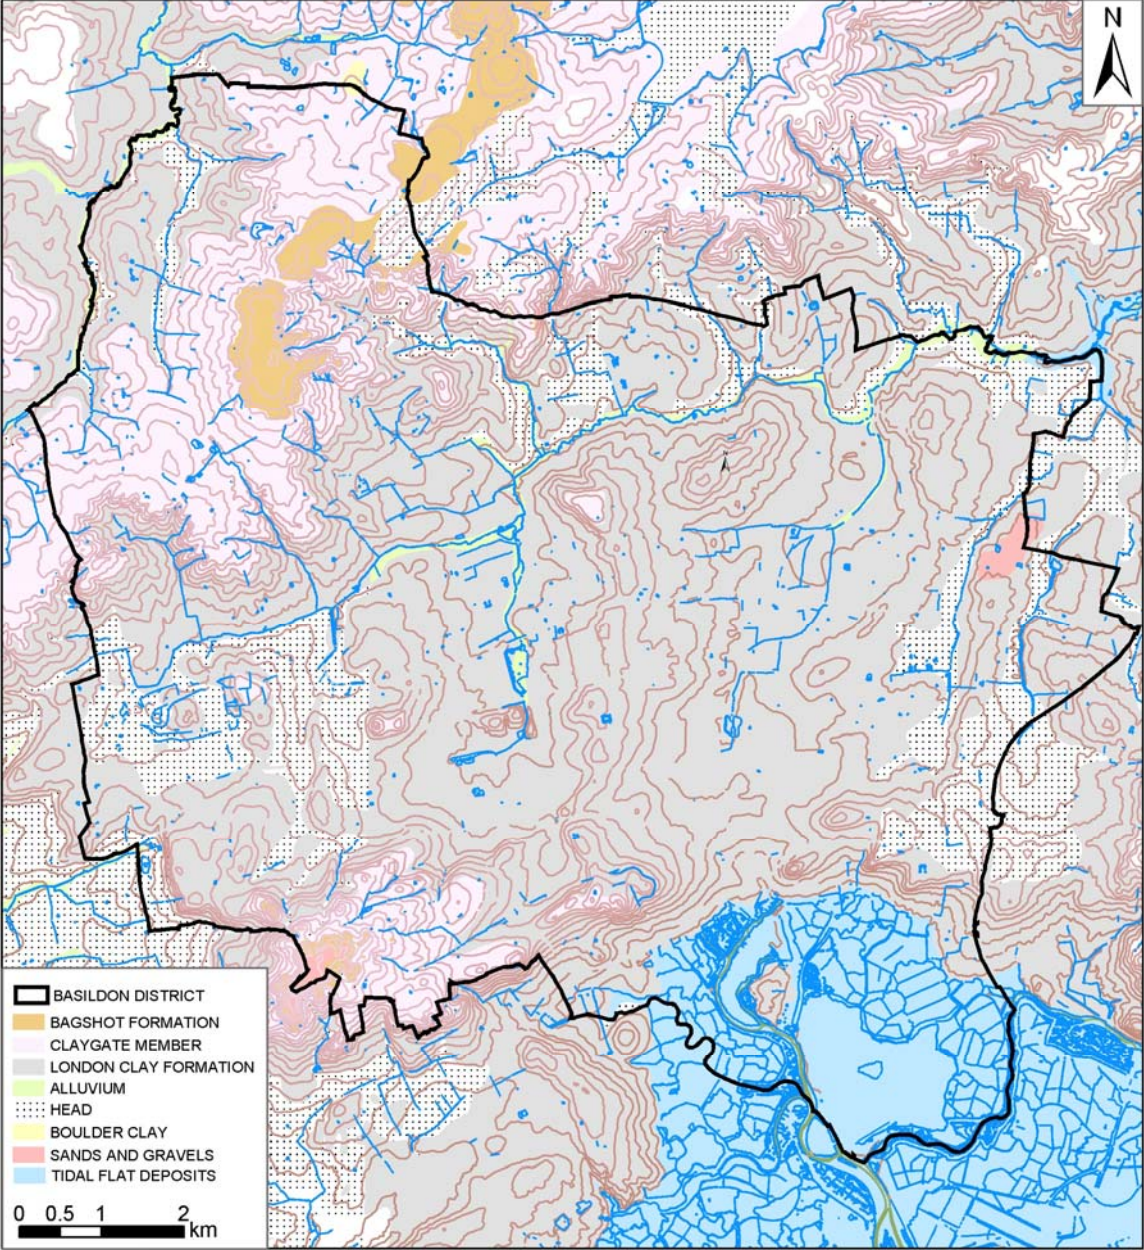 N
BASILDON DISTRICT
BAGSHOT FORMATION
CLAYGATE MEMBER
LONDON CLAY FORMATION
ALLUVIUM
HEAD
BOULDER CLAY
SANDS AND GRAVELS
TIDAL FLAT DEPOSITS
0 0.5 1 2
km